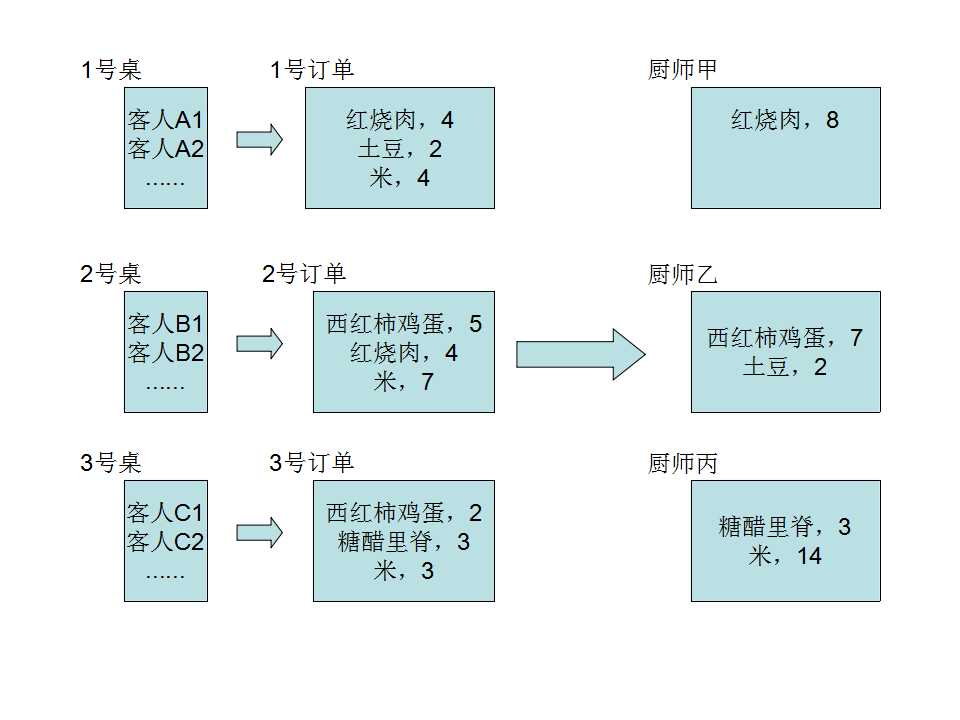 1号桌
1号订单
厨师甲
客人A1
客人A2
……
红烧肉，4
土豆，2
米，4
红烧肉，8
2号桌
2号订单
厨师乙
客人B1
客人B2
……
西红柿鸡蛋，5
红烧肉，4
米，7
西红柿鸡蛋，7
土豆，2
3号桌
3号订单
厨师丙
客人C1
客人C2
……
西红柿鸡蛋，2
糖醋里脊，3
米，3
糖醋里脊，3
米，14